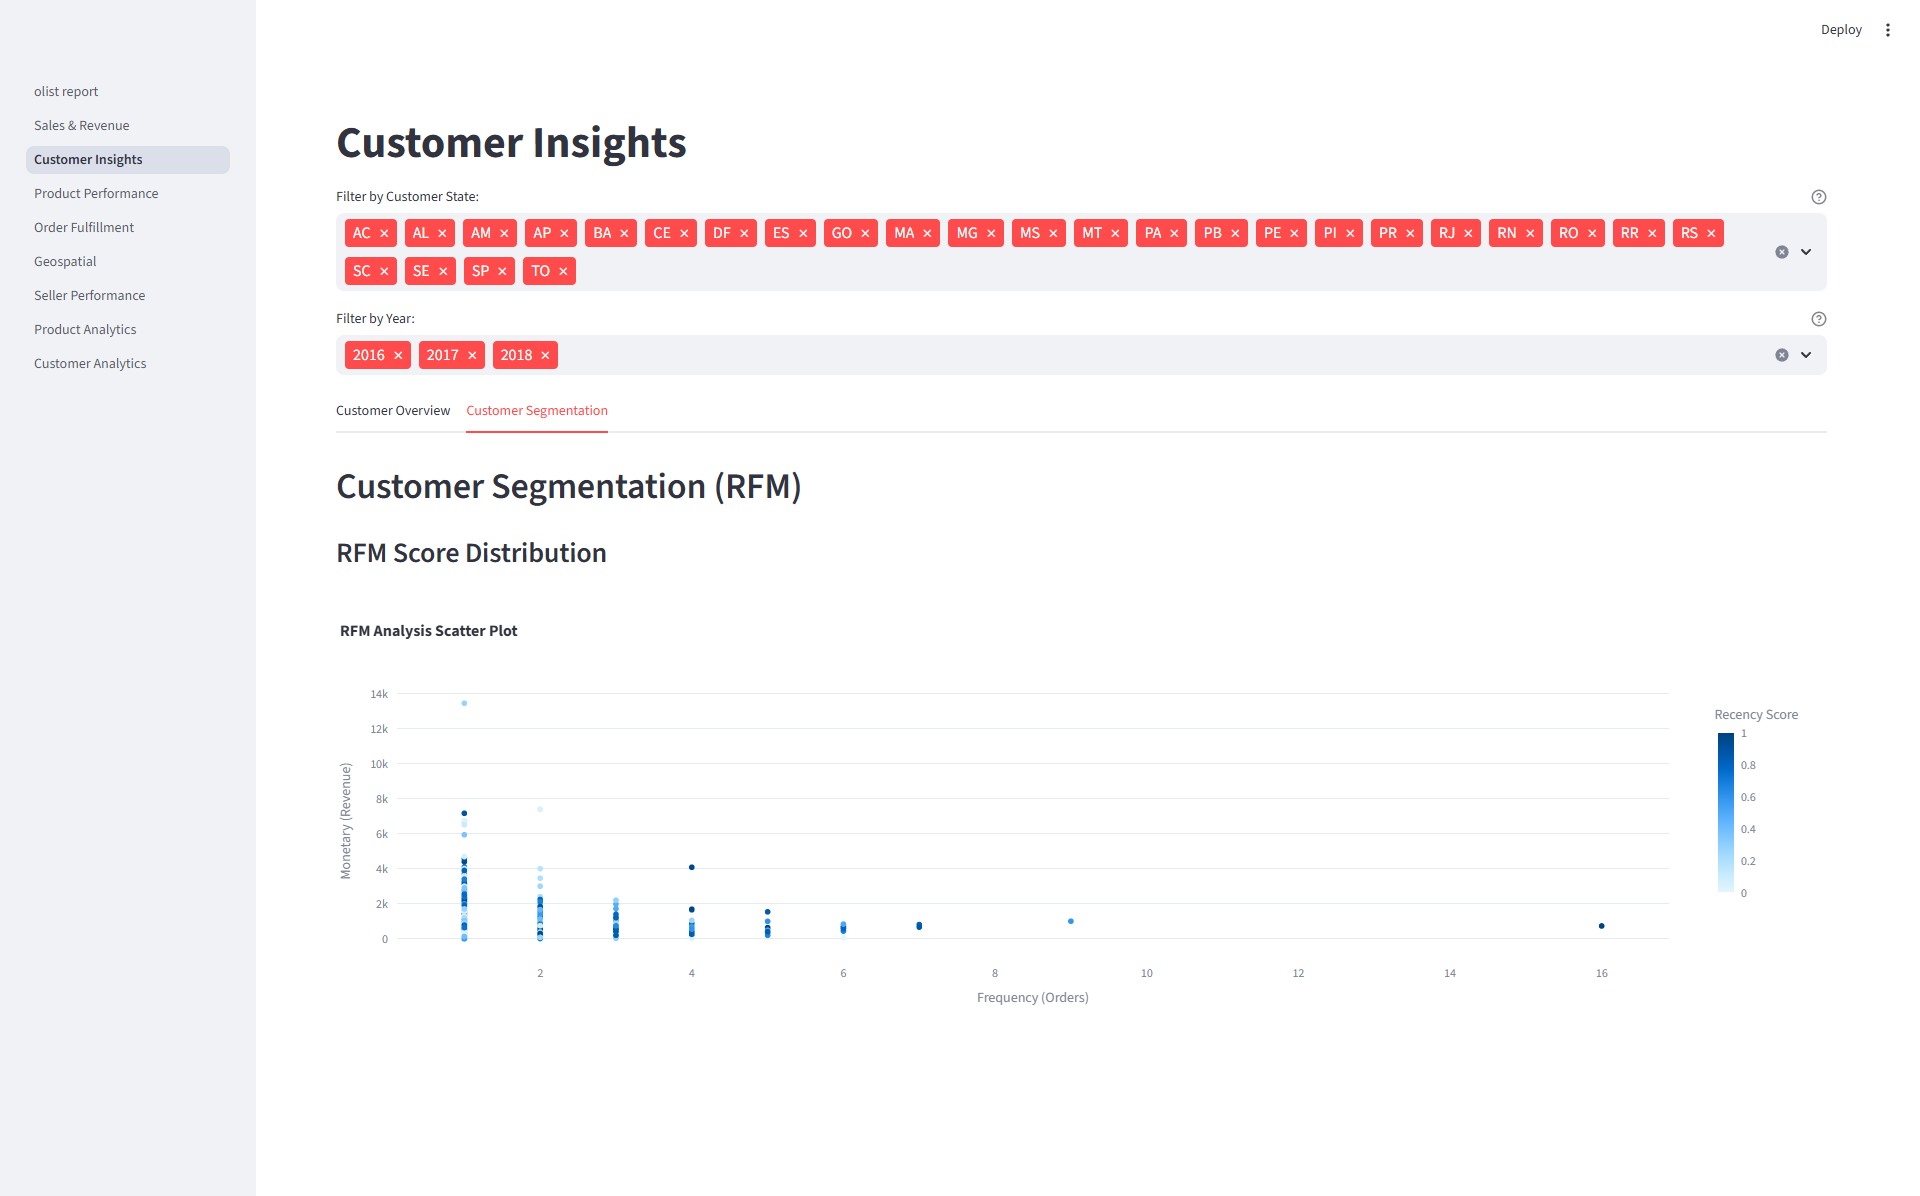 Deploy
olist report
Sales & Revenue
Customer Insights
Product Performance
Order Fulfillment
Geospatial
Seller Performance
Product Analytics
Customer Analytics
Customer Insights
Filter by Customer State:
AC AL AM AP BA CE DF ES GO MA MG MS MT PA PB PE PI PR RJ RN RO RR RS
SC SE SP TO
Filter by Year:
2016 2017 2018
Customer Overview Customer Segmentation
Customer Segmentation (RFM)
RFM Score Distribution
RFM Analysis Scatter Plot
14k
12k
10k
8k
6k
4k
2k
0
Monetary (Revenue)
2 4 6 8 10 12 14 16
Frequency (Orders)
Recency Score
1
0.8
0.6
0.4
0.2
0